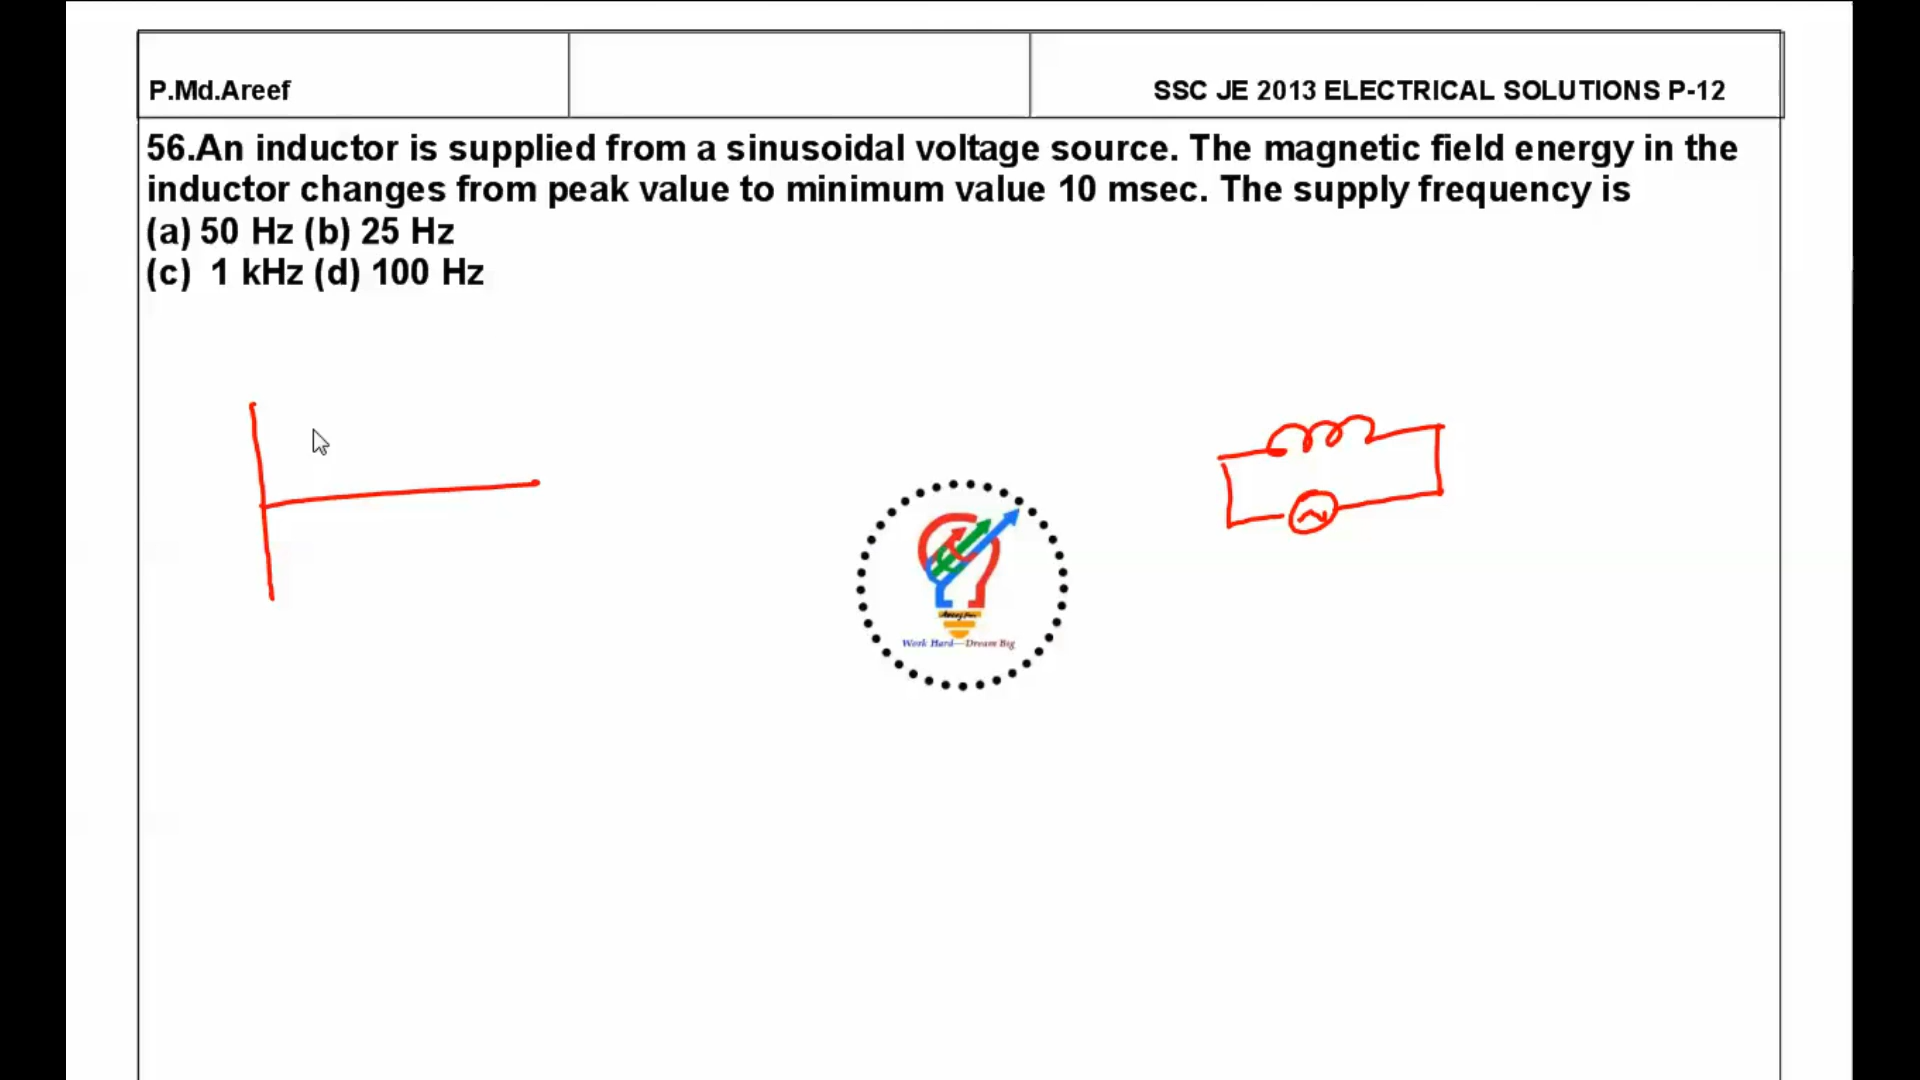 P.Md.Areef
SSC JE 2013 ELECTRICAL SOLUTIONS P-12
56.An inductor is supplied from a sinusoidal voltage source. The magnetic field energy in the
inductor changes from peak value to minimum value 10 msec. The supply frequency is
(a) 50 Hz (b) 25 Hz
(c) 1 kHz (d) 100 Hz
Work Hard—Dream Big